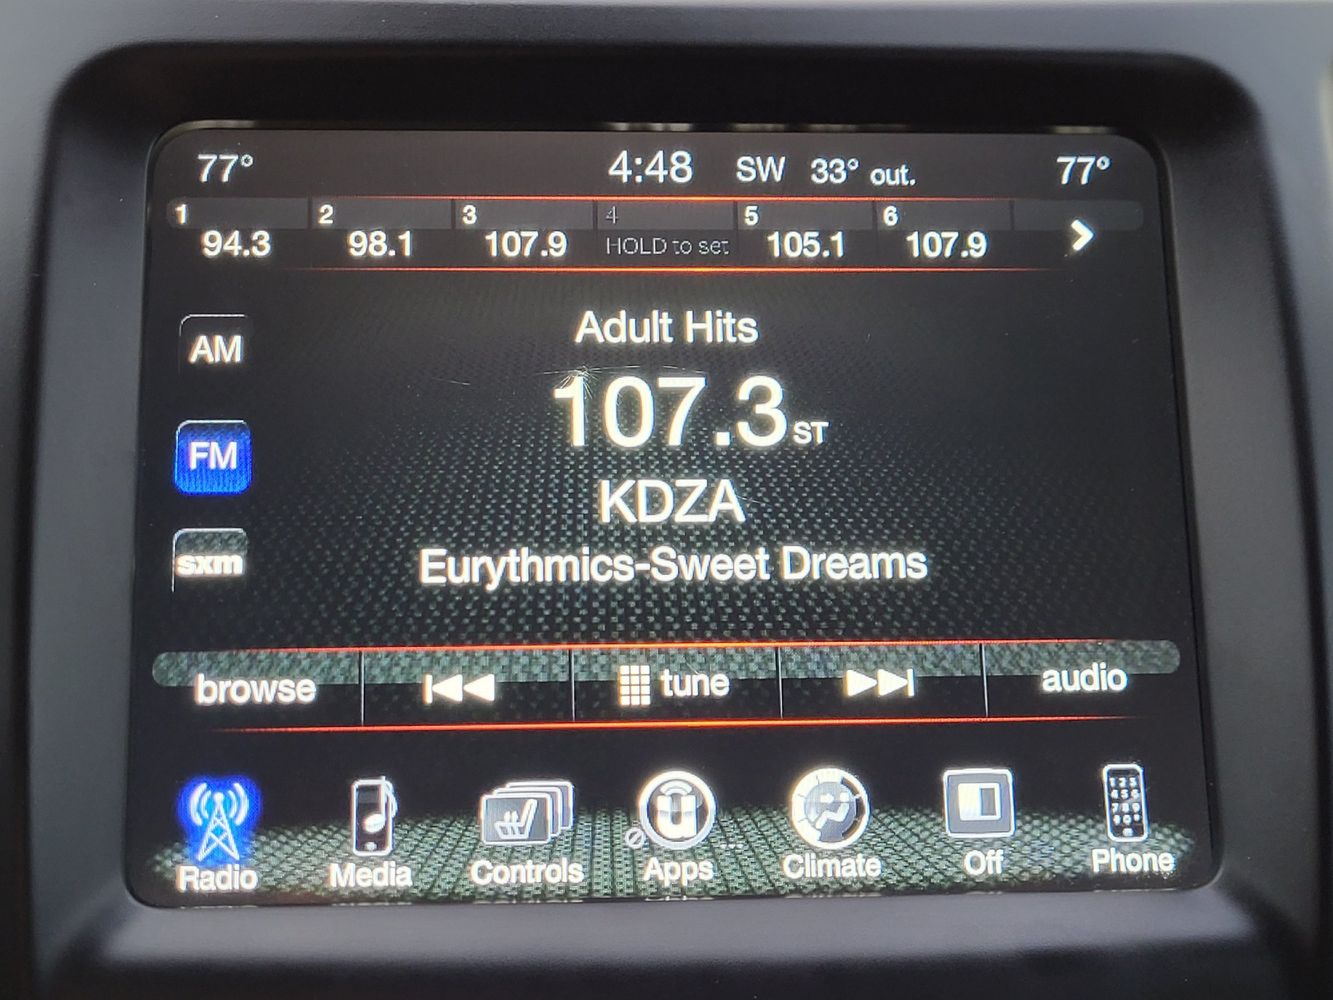 77° 4:48 SW 33° out. 77°
1 2 3 4 5 6
94.3 98.1 107.9 HOLD to set 105.1 107.9
Adult Hits
AM
107.3 ST
FM
KDZA
sxm
Eurythmics-Sweet Dreams
browse tune audio
Radio Media Controls Apps Climate Off Phone